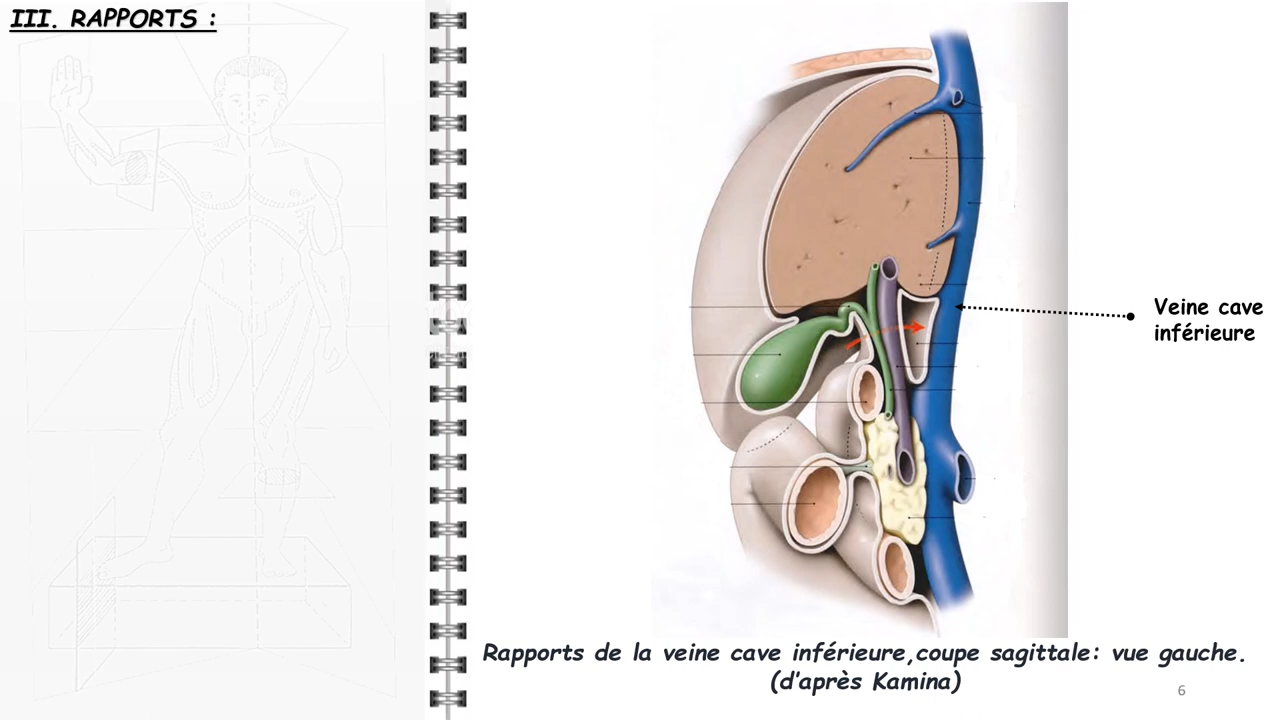 III. RAPPORTS :
Veine cave
inférieure
Rapports de la veine cave inférieure,coupe sagittale: vue gauche.
(d’après Kamina)
6